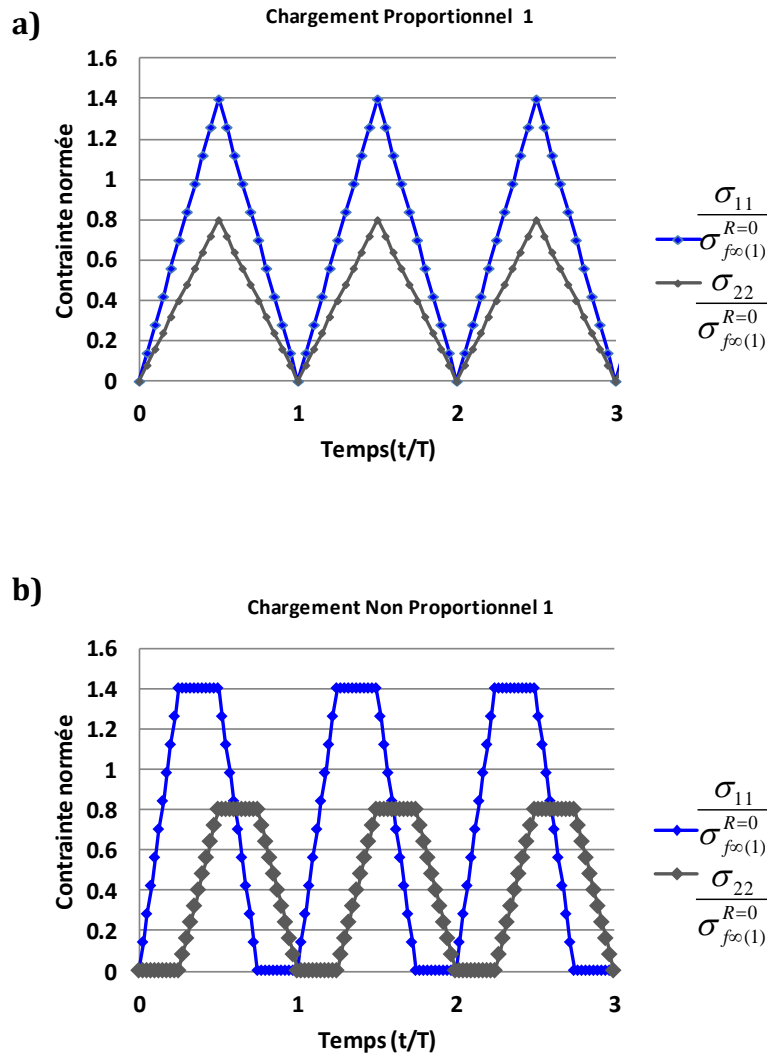 a)
Chargement Proportionnel 1
1.6
1.4
1.2
1
0.8
0.6
0.4
0.2
0
Contrainte normée
0 1 2 3
Temps(t/T)
σ11
σf∞(1)R=0
σ22
σf∞(1)R=0
b)
Chargement Non Proportionnel 1
1.6
1.4
1.2
1
0.8
0.6
0.4
0.2
0
Contrainte normée
0 1 2 3
Temps (t/T)
σ11
σf∞(1)R=0
σ22
σf∞(1)R=0